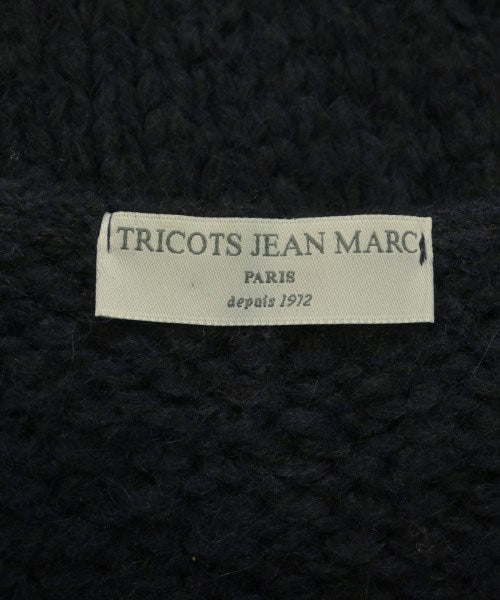 TRICOTS JEAN MARC
PARIS
depuis 1972